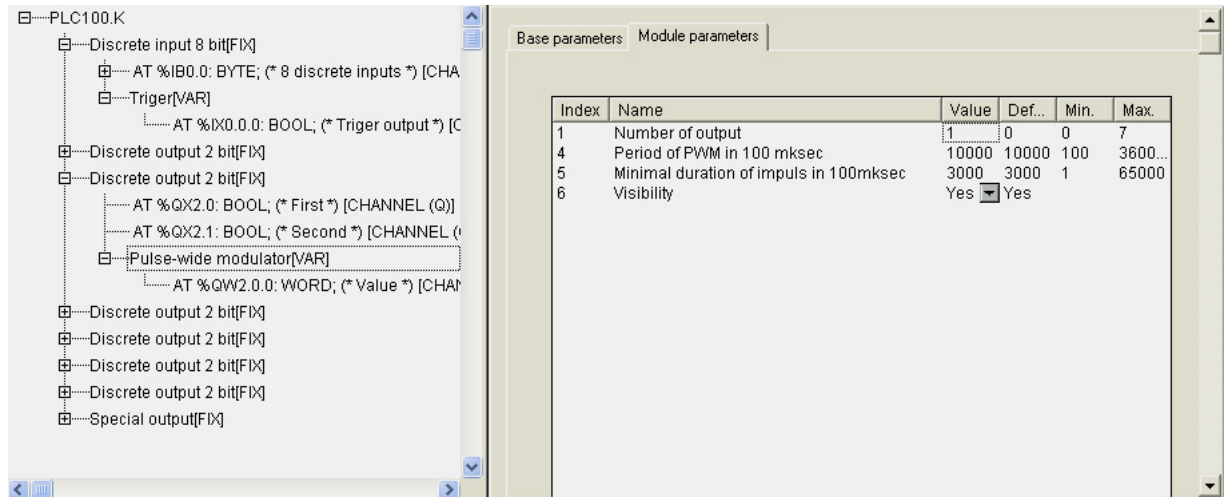 PLC100.K
Discrete input 8 bit[FIX]
AT %IB0.0: BYTE; (* 8 discrete inputs *) [CHA
Triger[VAR]
AT %IX0.0.0: BOOL; (* Triger output *) [C
Discrete output 2 bit[FIX]
Discrete output 2 bit[FIX]
AT %QX2.0: BOOL; (* First *) [CHANNEL (Q)]
AT %QX2.1: BOOL; (* Second *) [CHANNEL (
Pulse-wide modulator[VAR]
AT %QW2.0.0: WORD; (* Value *) [CHAN
Discrete output 2 bit[FIX]
Discrete output 2 bit[FIX]
Discrete output 2 bit[FIX]
Discrete output 2 bit[FIX]
Special output[FIX]
Base parameters Module parameters
Index Name Value Def... Min. Max.
1 Number of output 1 0 0 7
4 Period of PWM in 100 mksec 10000 10000 100 3600...
5 Minimal duration of impuls in 100mksec 3000 3000 1 65000
6 Visibility Yes Yes